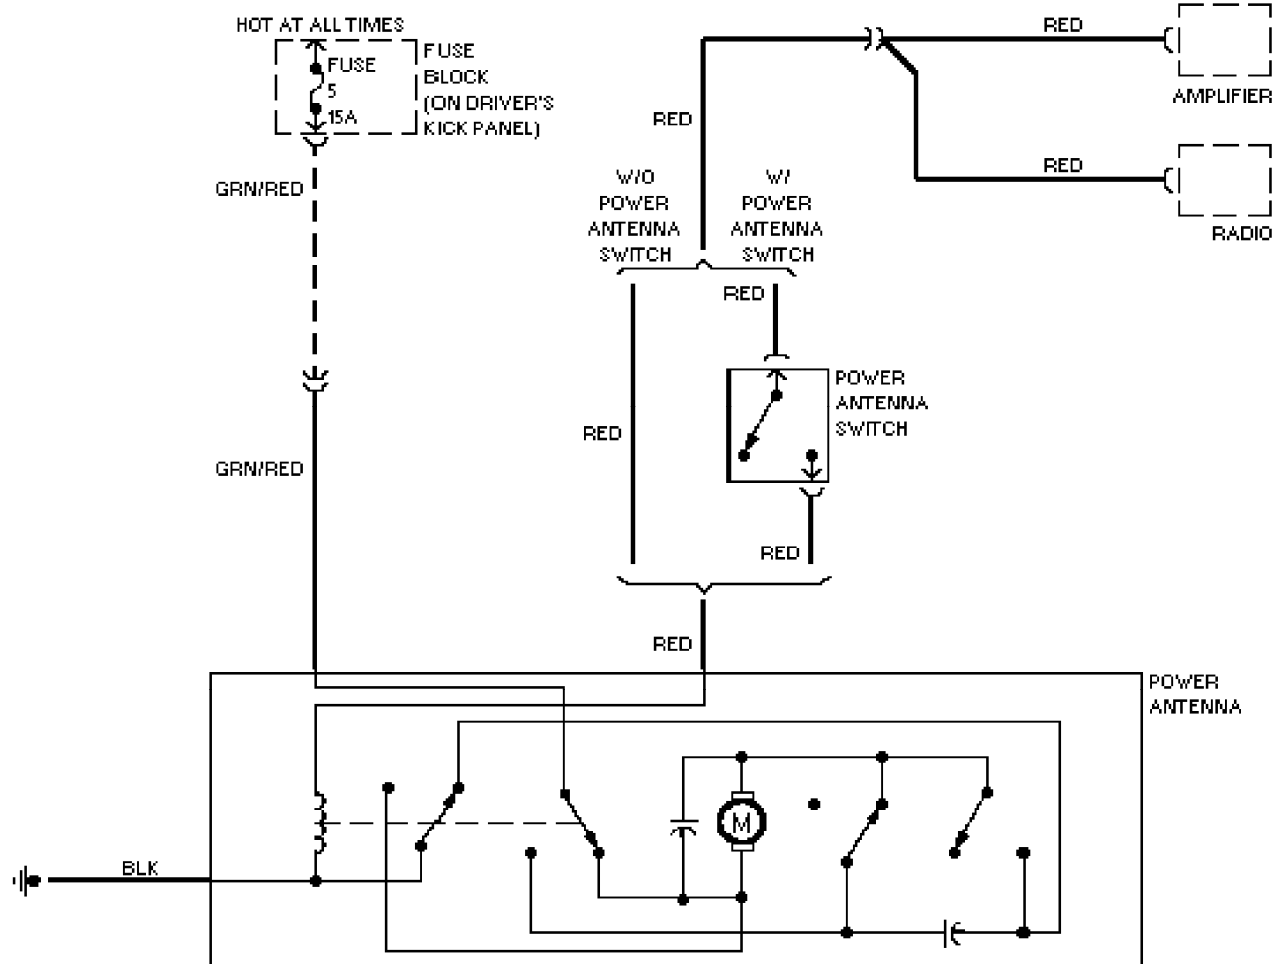 HOT AT ALL TIMES
FUSE
5
15A
FUSE
BLOCK
(ON DRIVER'S
KICK PANEL)
RED
AMPLIFIER
RED
RED
RADIO
GRN/RED
W/O
POWER
ANTENNA
SWITCH
W/
POWER
ANTENNA
SWITCH
RED
POWER
ANTENNA
SWITCH
RED
GRN/RED
RED
RED
POWER
ANTENNA
M
BLK